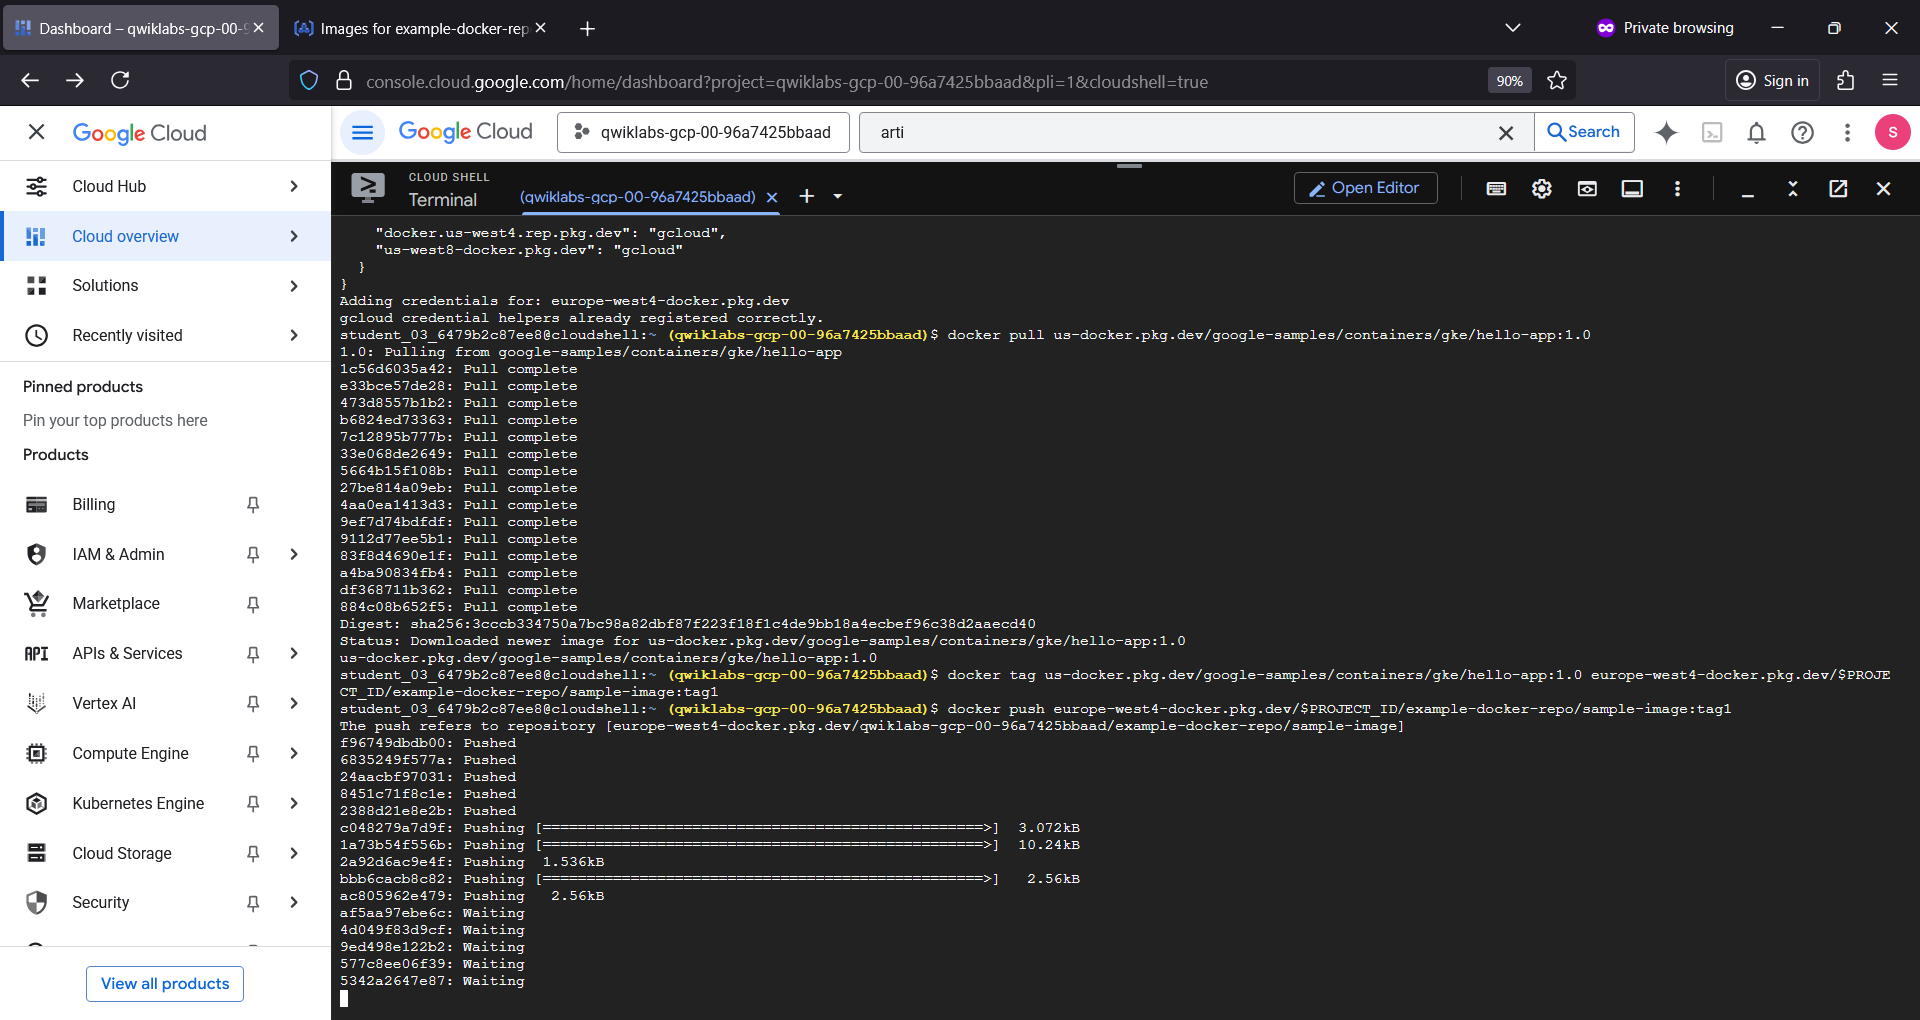 Dashboard – qwiklabs-gcp-00-9
Images for example-docker-rep
Private browsing
console.cloud.google.com/home/dashboard?project=qwiklabs-gcp-00-96a7425bbaad&pli=1&cloudshell=true
90%
Sign in
Google Cloud
Google Cloud
qwiklabs-gcp-00-96a7425bbaad
arti
Search
S
Cloud Hub
Cloud overview
Solutions
Recently visited
Pinned products
Pin your top products here
Products
Billing
IAM & Admin
Marketplace
API
APIs & Services
Vertex AI
Compute Engine
Kubernetes Engine
Cloud Storage
Security
View all products
CLOUD SHELL
Terminal
(qwiklabs-gcp-00-96a7425bbaad)
Open Editor
"docker.us-west4.rep.pkg.dev": "gcloud",
"us-west8-docker.pkg.dev": "gcloud"
}
}
Adding credentials for: europe-west4-docker.pkg.dev
gcloud credential helpers already registered correctly.
student_03_6479b2c87ee8@cloudshell:~ (qwiklabs-gcp-00-96a7425bbaad)$ docker pull us-docker.pkg.dev/google-samples/containers/gke/hello-app:1.0
1.0: Pulling from google-samples/containers/gke/hello-app
1c56d6035a42: Pull complete
e33bce57de28: Pull complete
473d8557b1b2: Pull complete
b6824ed73363: Pull complete
7c12895b777b: Pull complete
33e068de2649: Pull complete
5664b15f108b: Pull complete
27be814a09eb: Pull complete
4aa0ea1413d3: Pull complete
9ef7d74bdfdf: Pull complete
9112d77ee5b1: Pull complete
83f8d4690e1f: Pull complete
a4ba90834fb4: Pull complete
df368711b362: Pull complete
884c08b652f5: Pull complete
Digest: sha256:3cccb334750a7bc98a82dbf87f223f18f1c4de9bb18a4ecbef96c38d2aaecd40
Status: Downloaded newer image for us-docker.pkg.dev/google-samples/containers/gke/hello-app:1.0
us-docker.pkg.dev/google-samples/containers/gke/hello-app:1.0
student_03_6479b2c87ee8@cloudshell:~ (qwiklabs-gcp-00-96a7425bbaad)$ docker tag us-docker.pkg.dev/google-samples/containers/gke/hello-app:1.0 europe-west4-docker.pkg.dev/$PROJE
CT_ID/example-docker-repo/sample-image:tag1
student_03_6479b2c87ee8@cloudshell:~ (qwiklabs-gcp-00-96a7425bbaad)$ docker push europe-west4-docker.pkg.dev/$PROJECT_ID/example-docker-repo/sample-image:tag1
The push refers to repository [europe-west4-docker.pkg.dev/qwiklabs-gcp-00-96a7425bbaad/example-docker-repo/sample-image]
f96749dbdb00: Pushed
6835249f577a: Pushed
24aacbf97031: Pushed
8451c71f8c1e: Pushed
2388d21e8e2b: Pushed
c048279a7d9f: Pushing [==================================================>] 3.072kB
1a73b54f556b: Pushing [==================================================>] 10.24kB
2a92d6ac9e4f: Pushing 1.536kB
bbb6cacb8c82: Pushing [==================================================>] 2.56kB
ac805962e479: Pushing 2.56kB
af5aa97ebe6c: Waiting
4d049f83d9cf: Waiting
9ed498e122b2: Waiting
577c8ee06f39: Waiting
5342a2647e87: Waiting